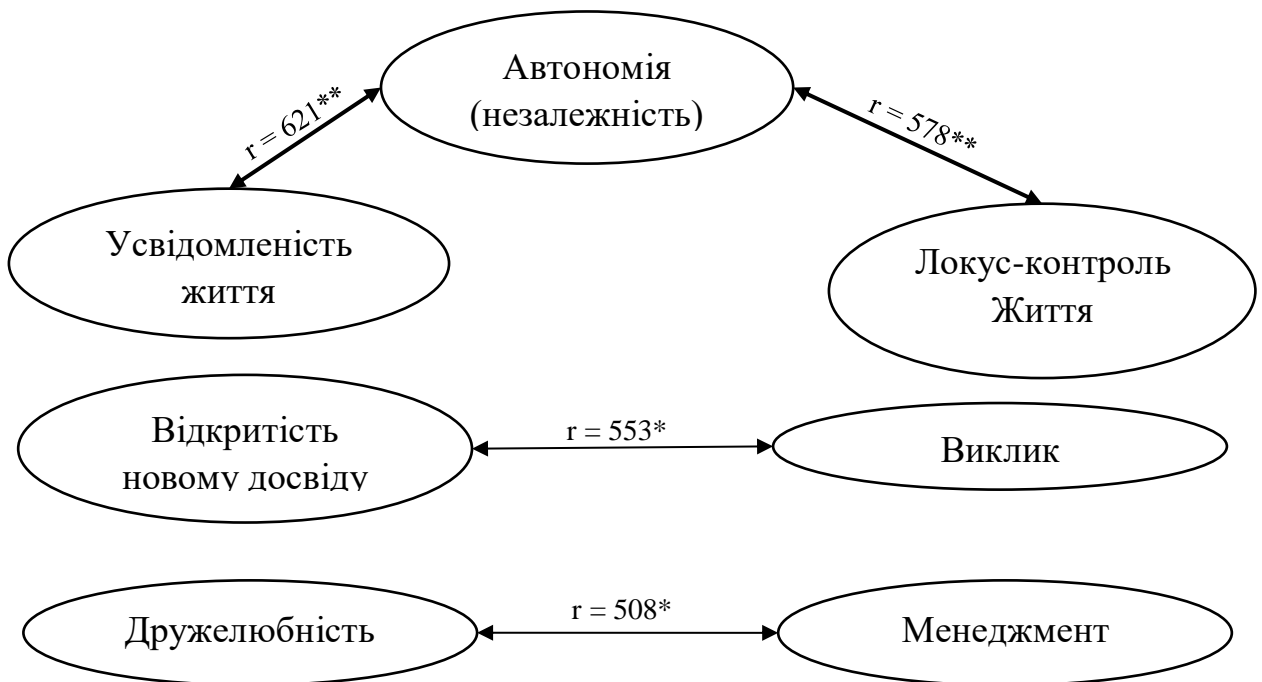 Автономія
(незалежність)
r = 621**
r = 578**
Усвідомленість
життя
Локус-контроль
Життя
Відкритість
новому досвіду
r = 553*
Виклик
Дружелюбність
r = 508*
Менеджмент